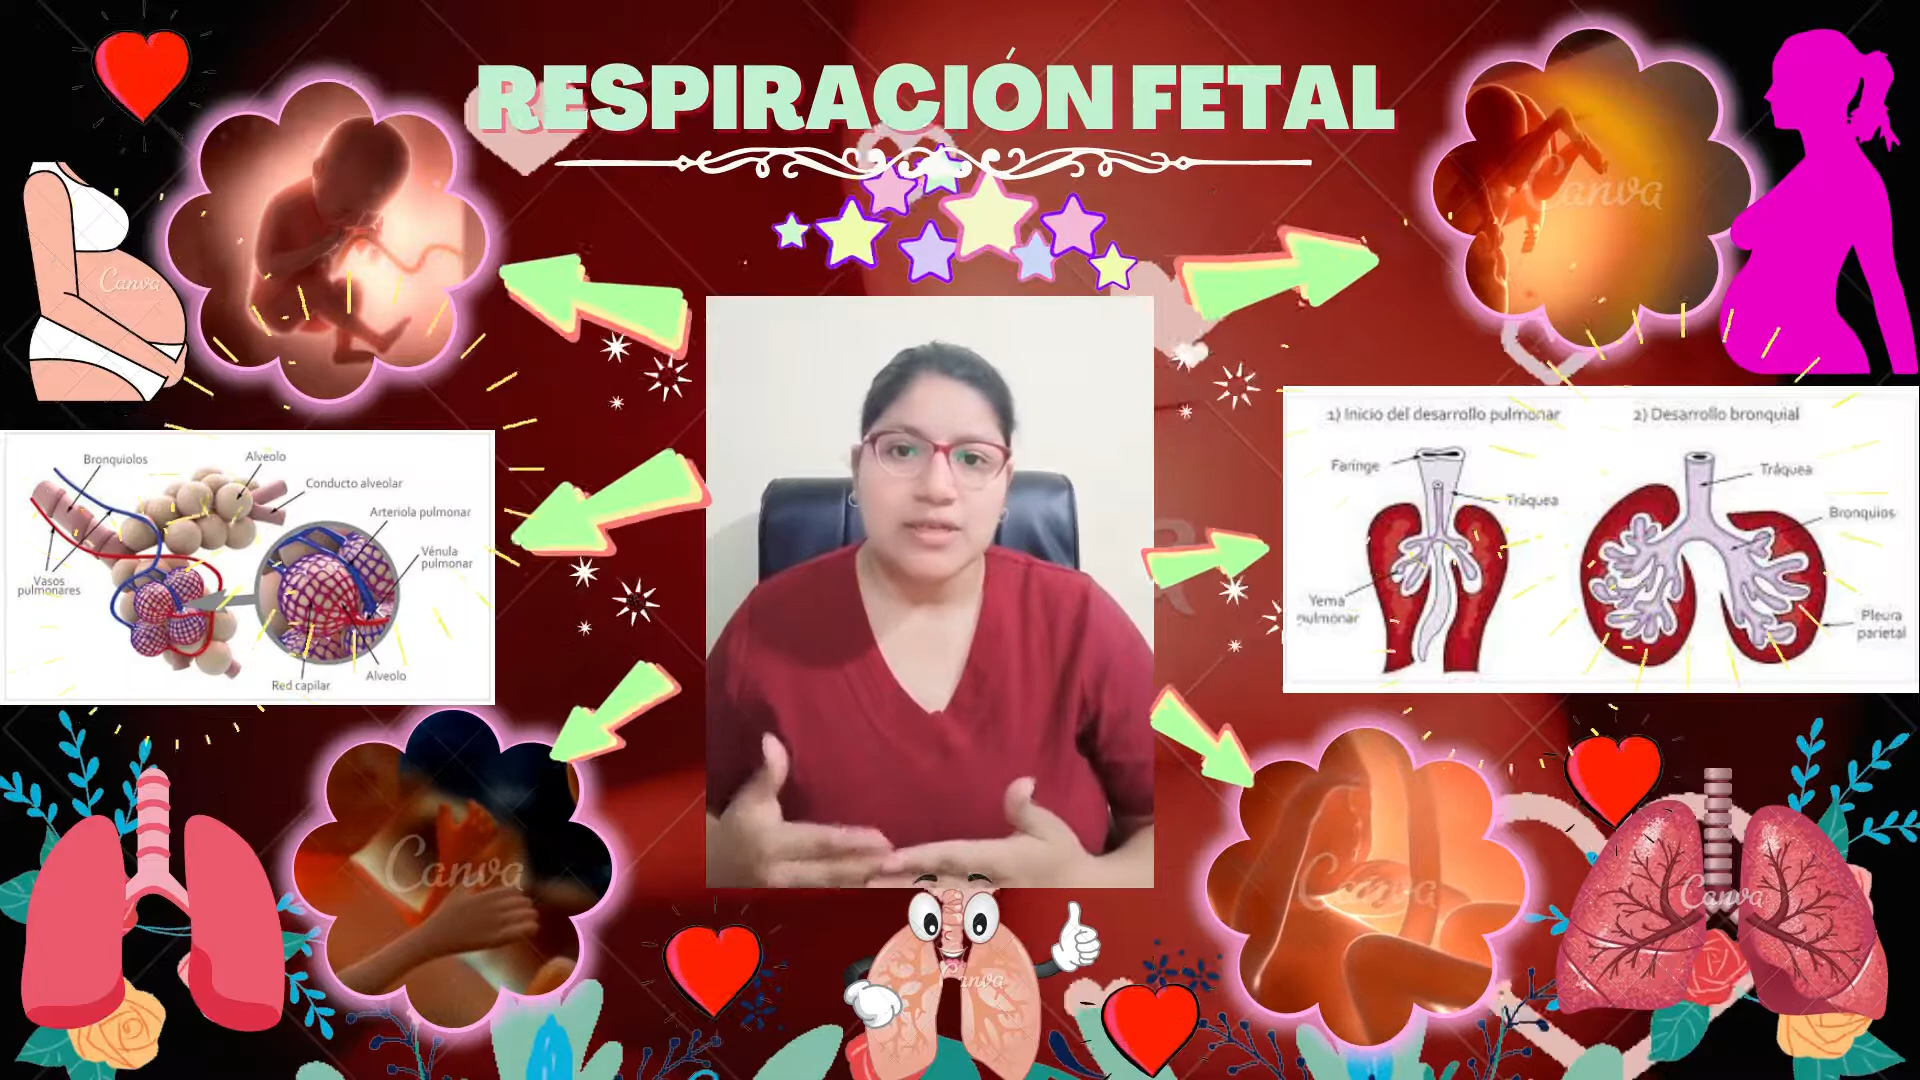 RESPIRACIÓN FETAL
Canva
Canva
Bronquiolos
Alveolo
Conducto alveolar
Arteriola pulmonar
Vénula
pulmonar
Vasos
pulmonares
Alveolo
Red capilar
1) Inicio del desarrollo pulmonar
2) Desarrollo bronquial
Faringe
Tráquea
Yema
pulmonar
Tráquea
Bronquios
Pleura
parietal
Canva
Canva
Canva
Canva